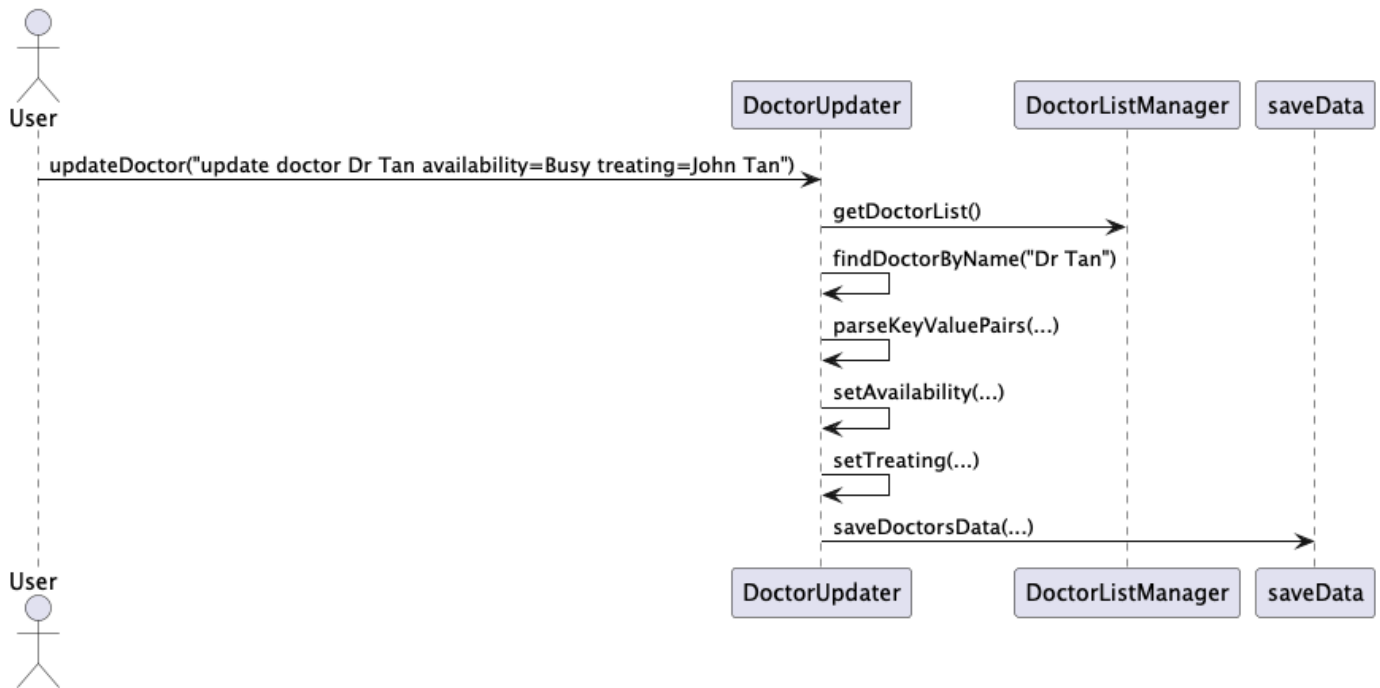 User
DoctorUpdater
DoctorListManager
saveData
updateDoctor("update doctor Dr Tan availability=Busy treating=John Tan")
getDoctorList()
findDoctorByName("Dr Tan")
parseKeyValuePairs(...)
setAvailability(...)
setTreating(...)
saveDoctorsData(...)
User
DoctorUpdater
DoctorListManager
saveData